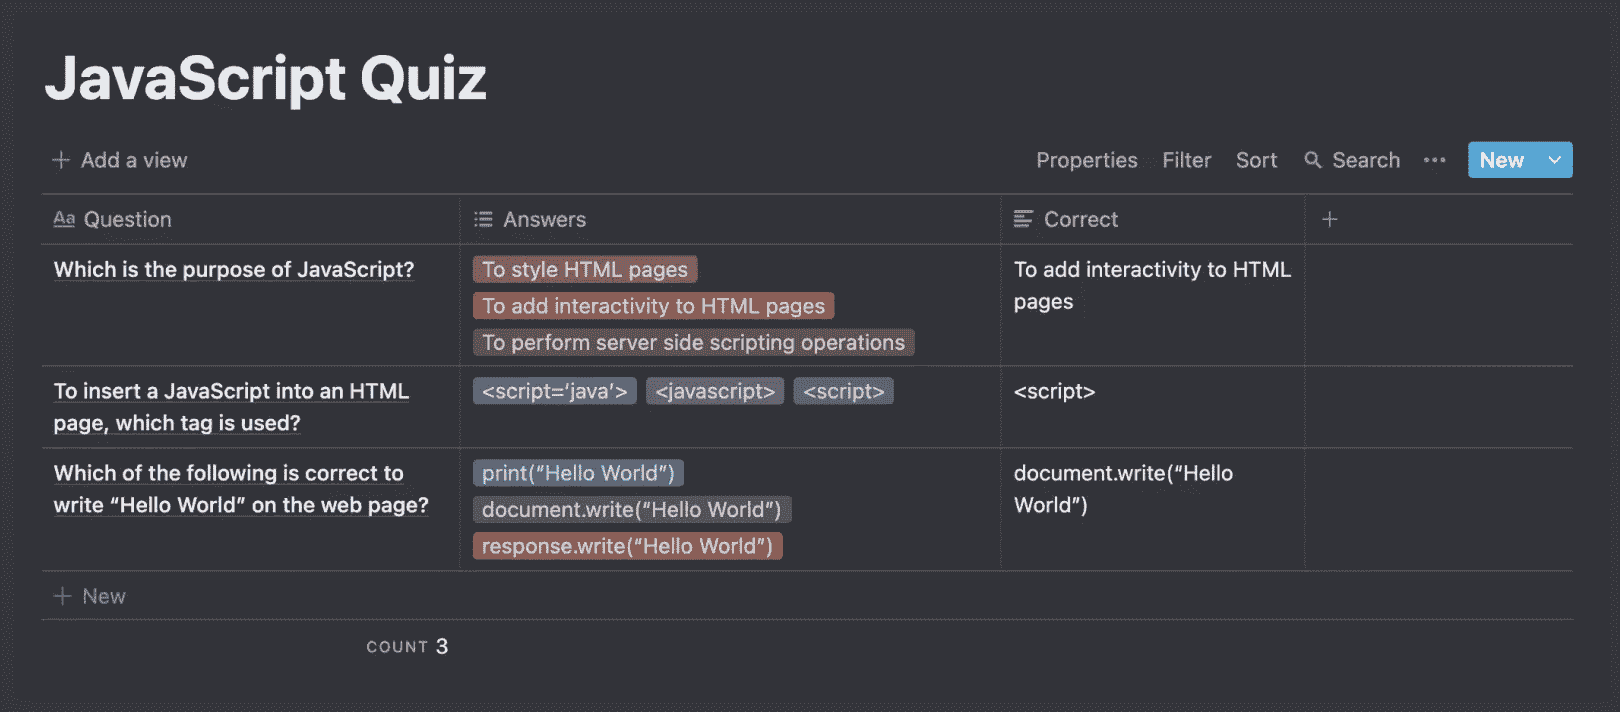 JavaScript Quiz
Add a view
Properties Filter Sort Search New
Aa Question Answers Correct
Which is the purpose of JavaScript?
To style HTML pages
To add interactivity to HTML pages
To perform server side scripting operations
To add interactivity to HTML
pages
To insert a JavaScript into an HTML
page, which tag is used?
<script=‘java’> <javascript> <script>
<script>
Which of the following is correct to
write “Hello World” on the web page?
print(“Hello World”)
document.write(“Hello World”)
response.write(“Hello World”)
document.write(“Hello
World”)
New
COUNT 3